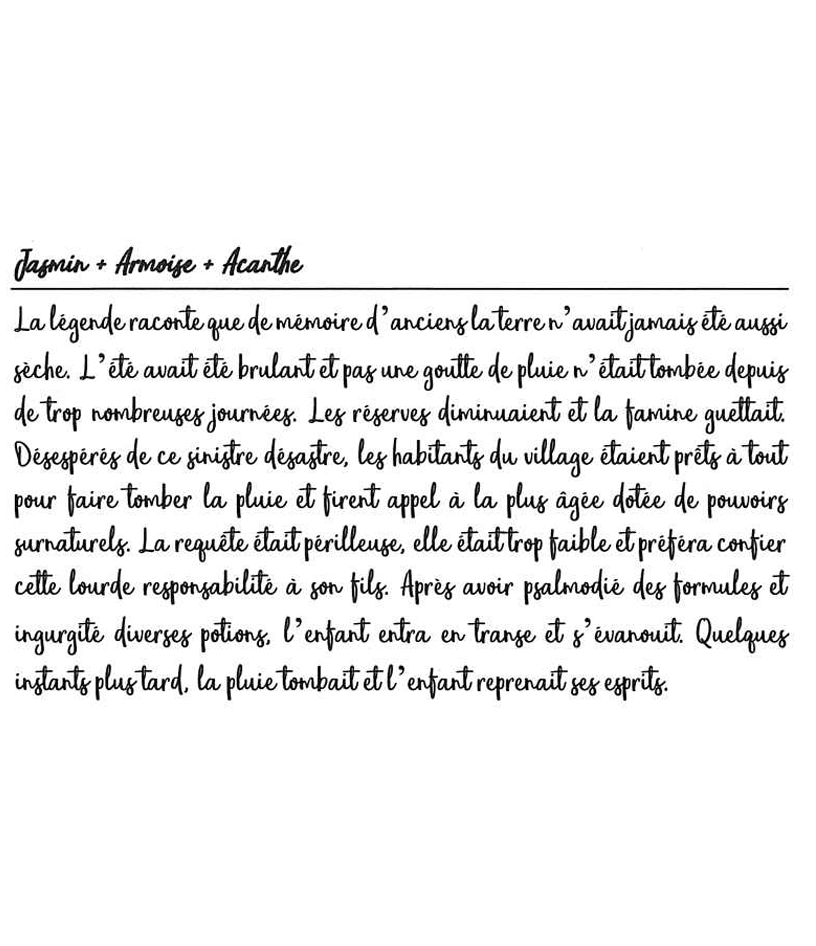 Jasmin + Armoise + Acanthe
La légende raconte que de mémoire d'anciens la terre n'avait jamais été aussi
sèche. L'été avait été brulant et pas une goutte de pluie n'était tombée depuis
de trop nombreuses journées. Les réserves diminuaient et la famine guettait.
Désespérés de ce sinistre désastre, les habitants du village étaient prêts à tout
pour faire tomber la pluie et firent appel à la plus âgée dotée de pouvoirs
surnaturels. La requête était périlleuse, elle était trop faible et préféra confier
cette lourde responsabilité à son fils. Après avoir psalmodié des formules et
ingurgité diverses potions, l'enfant entra en transe et s'évanouit. Quelques
instants plus tard, la pluie tombait et l'enfant reprenait ses esprits.